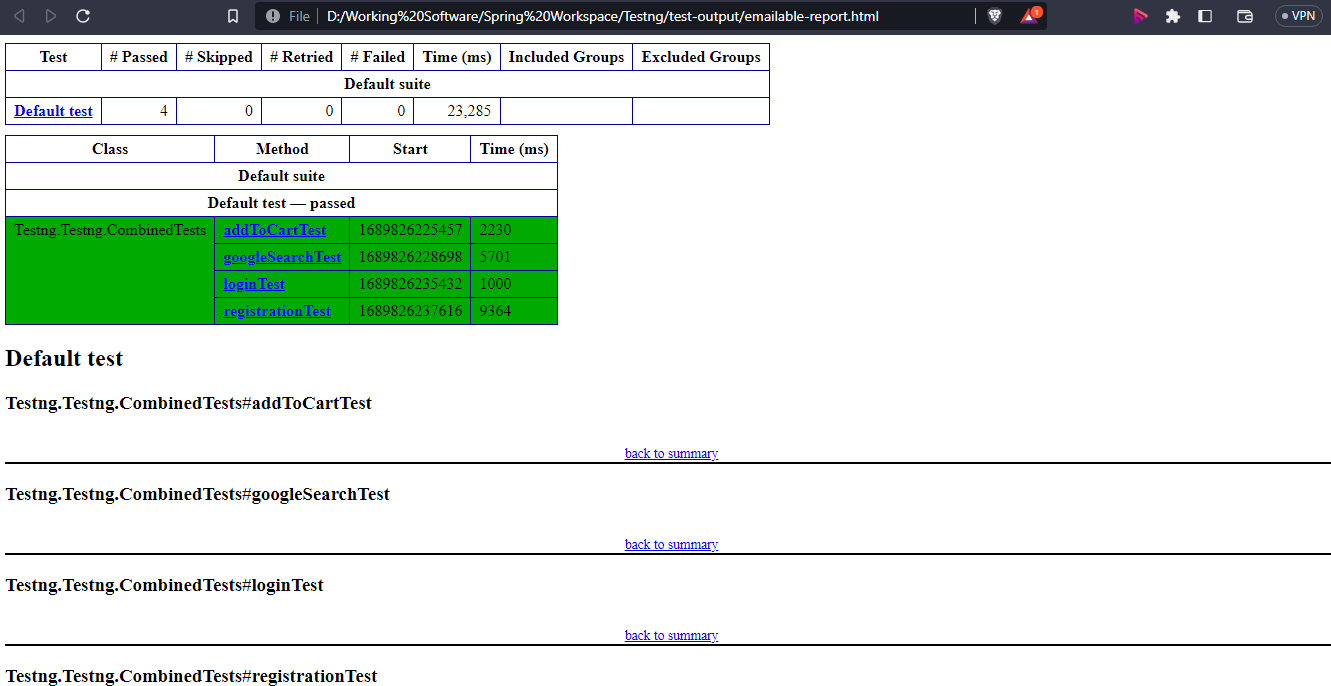 File D:/Working%20Software/Spring%20Workspace/Testng/test-output/emailable-report.html 1 VPN
Test # Passed # Skipped # Retried # Failed Time (ms) Included Groups Excluded Groups
Default suite
Default test 4 0 0 0 23,285
Class Method Start Time (ms)
Default suite
Default test — passed
Testng.Testng.CombinedTests addToCartTest 1689826225457 2230
googleSearchTest 1689826228698 5701
loginTest 1689826235432 1000
registrationTest 1689826237616 9364
Default test
Testng.Testng.CombinedTests#addToCartTest
back to summary
Testng.Testng.CombinedTests#googleSearchTest
back to summary
Testng.Testng.CombinedTests#loginTest
back to summary
Testng.Testng.CombinedTests#registrationTest